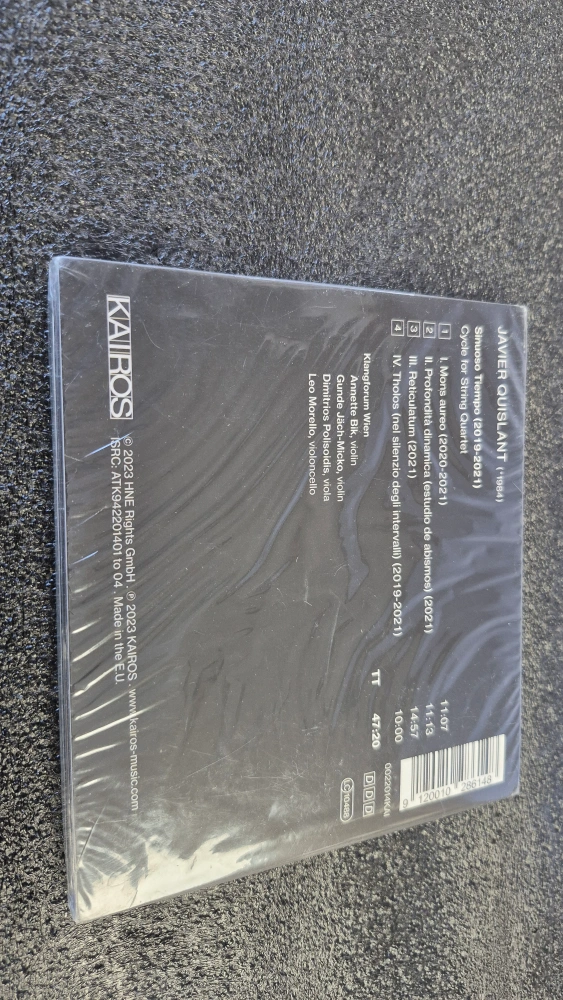 JAVIER QUISLANT (*1984)
Sinuoso Tiempo (2019-2021)
Cycle for String Quartet
1 I. Mons aureo (2020-2021) 11:07
2 II. Profondità dinamica (estudio de abismos) (2021) 11:13
3 III. Reticulatum (2021) 14:57
4 IV. Tholos (nel silenzio degli intervalli) (2019-2021) 10:00
TT 47:20
Klangforum Wien
Annette Bik, violin
Gunde Jäch-Micko, violin
Dimitrios Polisoidis, viola
Leo Morello, violoncello
9 120010 286148
0022014KAI
D D D
LC 10488
KAIROS
© 2023 HNE Rights GmbH . ℗ 2023 KAIROS . www.kairos-music.com
ISRC: ATK942201401 to 04 . Made in the E.U.